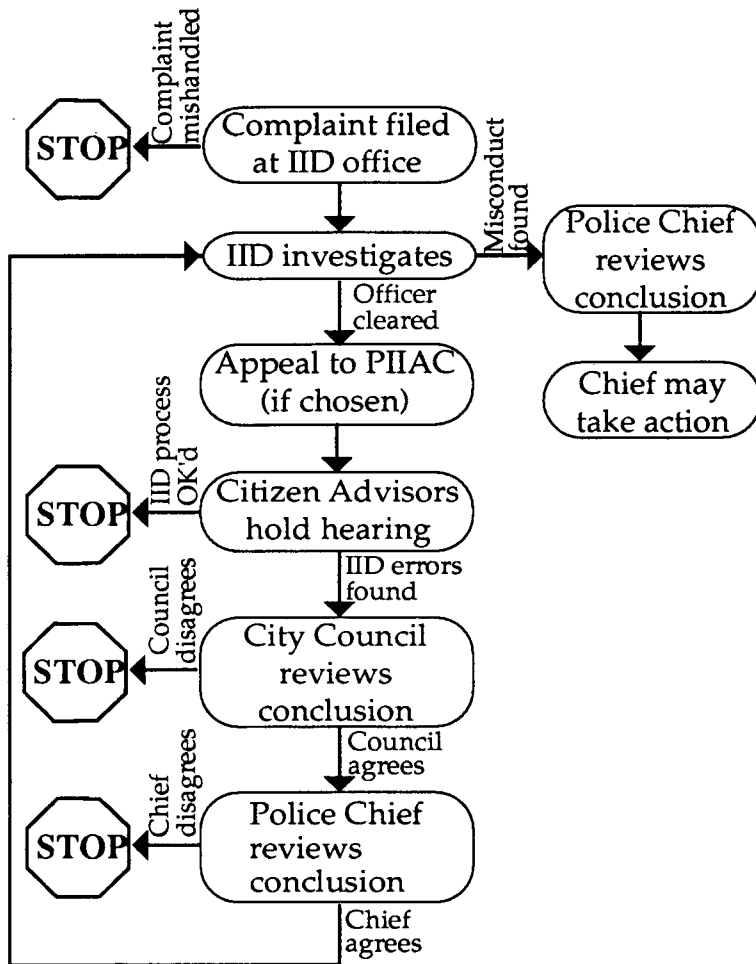 Complaint
mishandled
STOP
Complaint filed
at IID office
Misconduct
found
IID investigates
Police Chief
reviews
conclusion
Officer
cleared
Appeal to PIIAC
(if chosen)
Chief may
take action
IID process
OK'd
STOP
Citizen Advisors
hold hearing
IID errors
found
Council
disagrees
STOP
City Council
reviews
conclusion
Council
agrees
Chief
disagrees
STOP
Police Chief
reviews
conclusion
Chief
agrees